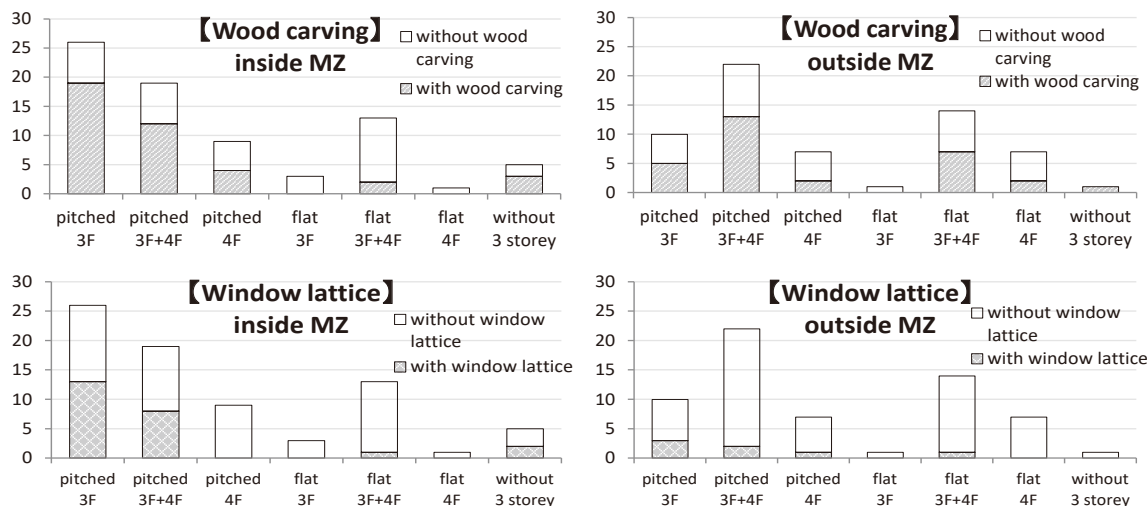 【Wood carving】
inside MZ
without wood
carving
with wood carving
30
25
20
15
10
5
0
pitched
3F
pitched
3F+4F
pitched
4F
flat
3F
flat
3F+4F
flat
4F
without
3 storey
【Wood carving】
outside MZ
without wood
carving
with wood carving
30
25
20
15
10
5
0
pitched
3F
pitched
3F+4F
pitched
4F
flat
3F
flat
3F+4F
flat
4F
without
3 storey
【Window lattice】
inside MZ
without window
lattice
with window lattice
30
25
20
15
10
5
0
pitched
3F
pitched
3F+4F
pitched
4F
flat
3F
flat
3F+4F
flat
4F
without
3 storey
【Window lattice】
outside MZ
without window
lattice
with window lattice
30
25
20
15
10
5
0
pitched
3F
pitched
3F+4F
pitched
4F
flat
3F
flat
3F+4F
flat
4F
without
3 storey